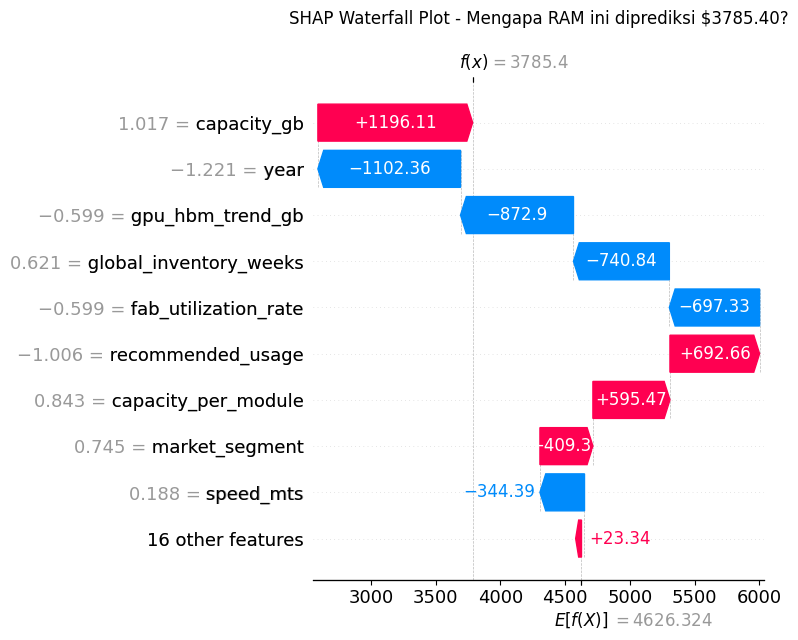 SHAP Waterfall Plot - Mengapa RAM ini diprediksi $3785.40?
f(x) = 3785.4
1.017 = capacity_gb
+1196.11
−1.221 = year
−1102.36
−0.599 = gpu_hbm_trend_gb
−872.9
0.621 = global_inventory_weeks
−740.84
−0.599 = fab_utilization_rate
−697.33
−1.006 = recommended_usage
+692.66
0.843 = capacity_per_module
+595.47
0.745 = market_segment
409.3
0.188 = speed_mts
−344.39
16 other features
+23.34
3000 3500 4000 4500 5000 5500 6000
E[f(X)] = 4626.324